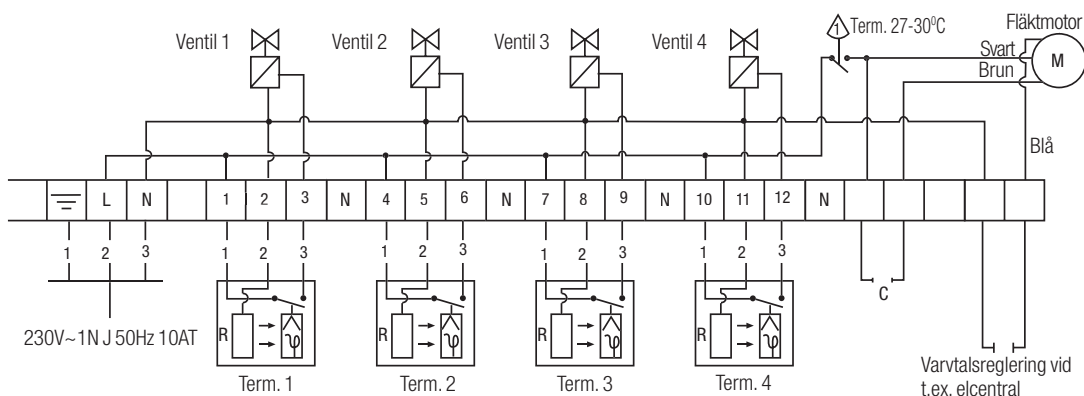 Ventil 1
Ventil 2
Ventil 3
Ventil 4
1
Term. 27-30⁰C
Fläktmotor
Svart
Brun
M
Blå
L N 1 2 3 N 4 5 6 N 7 8 9 N 10 11 12 N
1 2 3 1 2 3 1 2 3 1 2 3 1 2 3
C
R R R R
230V~1N J 50Hz 10AT
Term. 1
Term. 2
Term. 3
Term. 4
Varvtalsreglering vid
t.ex. elcentral